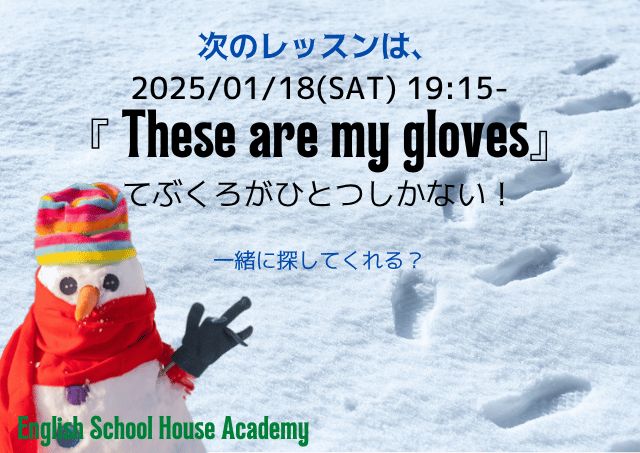 次のレッスンは、
2025/01/18(SAT) 19:15-
『 These are my gloves』
てぶくろがひとつしかない！
一緒に探してくれる？
English School House Academy